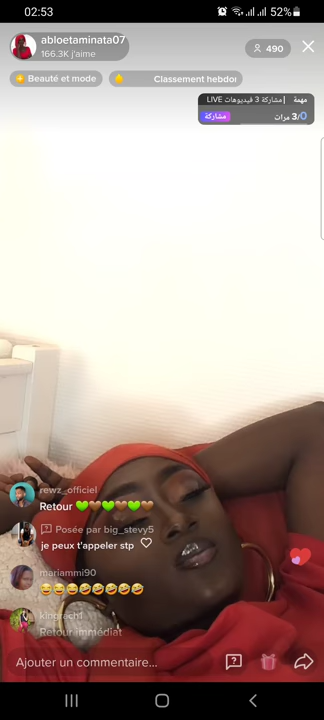 02:53
52%
abloetaminata07
166.3K j'aime
490
Beauté et mode
Classement hebdor
مهمة | مشاركة 3 فيديوهات LIVE
3/0 مرات
مشاركة
rewz_officiel
Retour 💚🤎💚🤎💚🤎
Posée par big_stevy5
je peux t'appeler stp
mariammi90
😂😂😂🤣🤣🤣🤣🤣
Retour immédiat
Ajouter un commentaire...